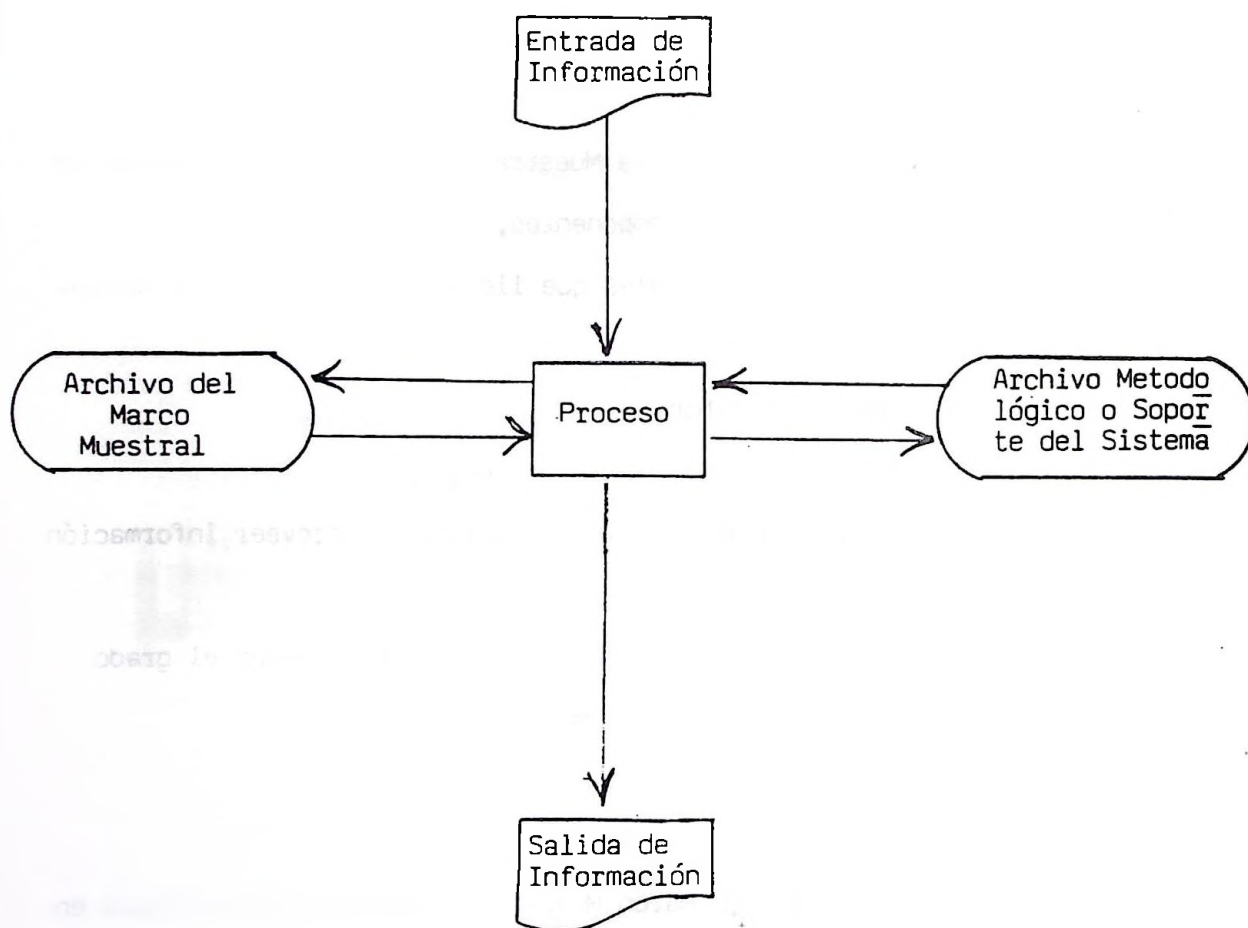 Entrada de
Información
Archivo del
Marco
Muestral
Proceso
Archivo Metodo
lógico o Sopor
te del Sistema
Salida de
Información